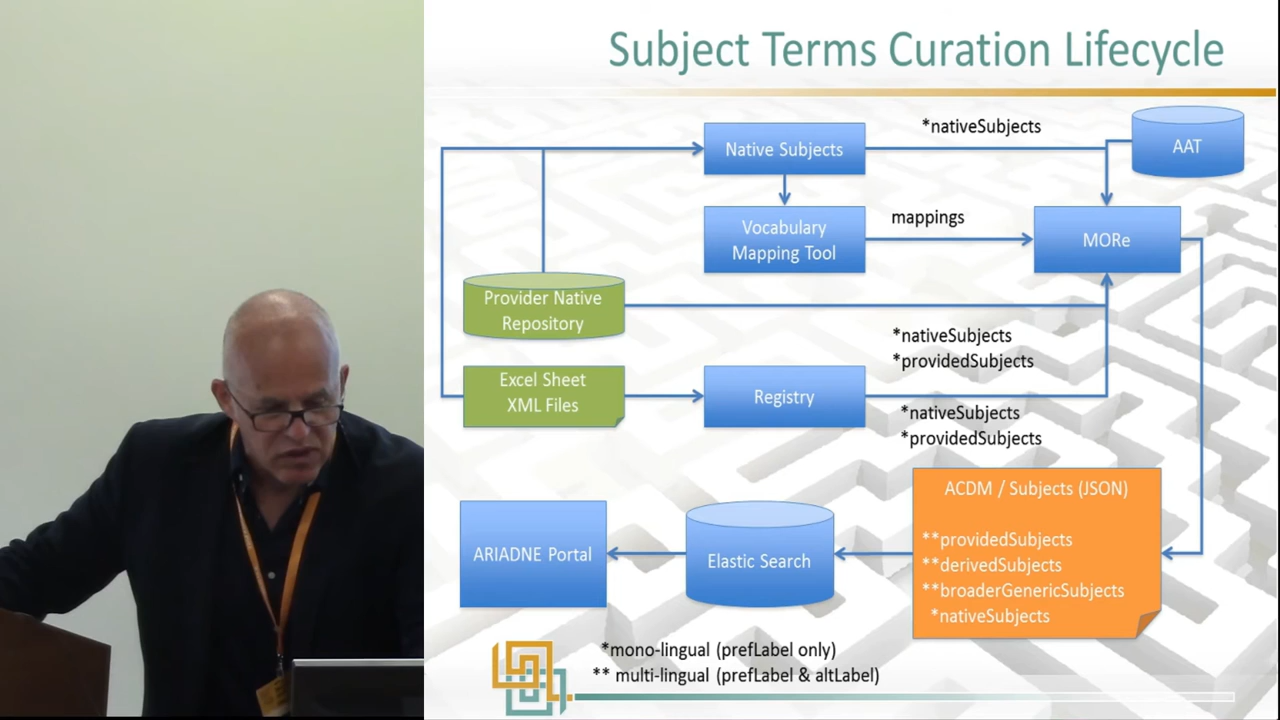 Subject Terms Curation Lifecycle
*nativeSubjects
AAT
Native Subjects
Vocabulary
Mapping Tool
mappings
MORe
Provider Native
Repository
*nativeSubjects
*providedSubjects
Excel Sheet
XML Files
Registry
*nativeSubjects
*providedSubjects
ACDM / Subjects (JSON)
**providedSubjects
**derivedSubjects
**broaderGenericSubjects
*nativeSubjects
ARIADNE Portal
Elastic Search
*mono-lingual (prefLabel only)
** multi-lingual (prefLabel & altLabel)